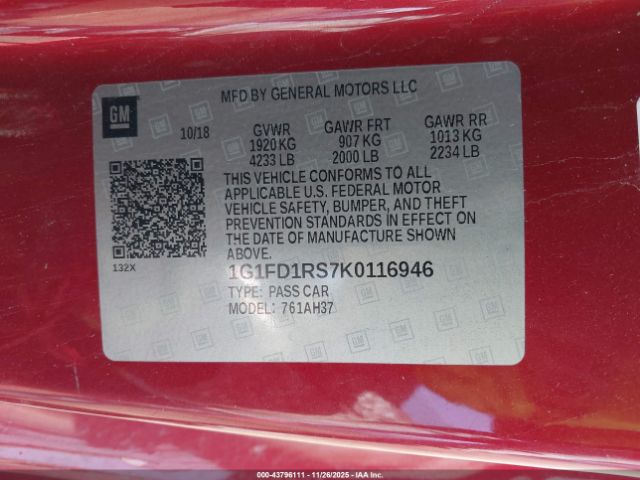 MFD BY GENERAL MOTORS LLC
GM
10/18 GVWR GAWR FRT GAWR RR
1920 KG 907 KG 1013 KG
4233 LB 2000 LB 2234 LB
THIS VEHICLE CONFORMS TO ALL
APPLICABLE U.S. FEDERAL MOTOR
VEHICLE SAFETY, BUMPER, AND THEFT
PREVENTION STANDARDS IN EFFECT ON
THE DATE OF MANUFACTURE SHOWN
ABOVE.
132X
1G1FD1RS7K0116946
TYPE: PASS CAR
MODEL: 761AH37
000-43796111 - 11/26/2025 - IAAI.CA